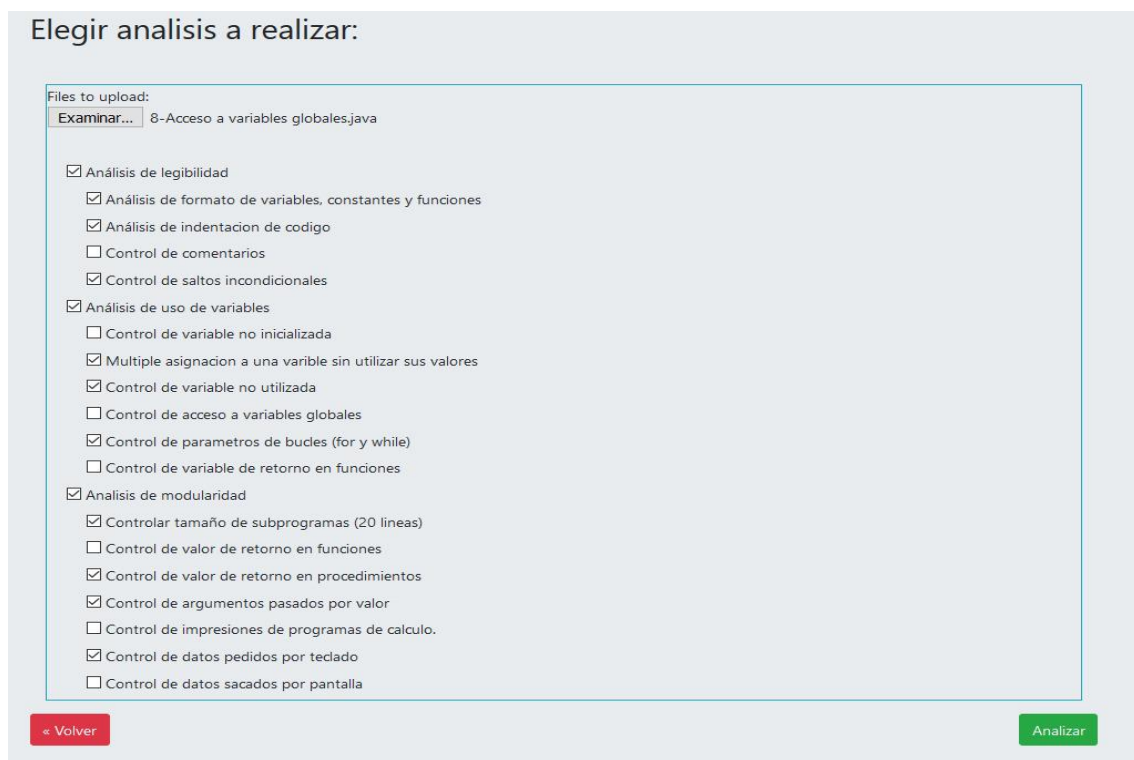 Elegir analisis a realizar:
Files to upload:
Examinar... 8-Acceso a variables globales.java
Análisis de legibilidad
Análisis de formato de variables, constantes y funciones
Análisis de indentacion de codigo
Control de comentarios
Control de saltos incondicionales
Análisis de uso de variables
Control de variable no inicializada
Multiple asignacion a una varible sin utilizar sus valores
Control de variable no utilizada
Control de acceso a variables globales
Control de parametros de bucles (for y while)
Control de variable de retorno en funciones
Analisis de modularidad
Controlar tamaño de subprogramas (20 lineas)
Control de valor de retorno en funciones
Control de valor de retorno en procedimientos
Control de argumentos pasados por valor
Control de impresiones de programas de calculo.
Control de datos pedidos por teclado
Control de datos sacados por pantalla
« Volver Analizar